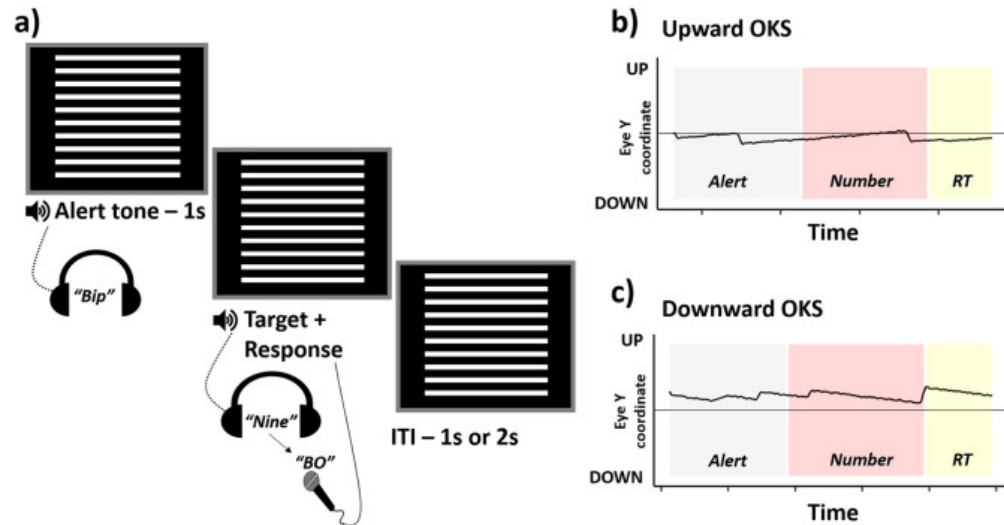 a)
Alert tone – 1s
“Bip”
Target +
Response
“Nine”
“BO”
ITI – 1s or 2s
b)
Upward OKS
UP
Eye Y
coordinate
DOWN
Alert
Number
RT
Time
c)
Downward OKS
UP
Eye Y
coordinate
DOWN
Alert
Number
RT
Time